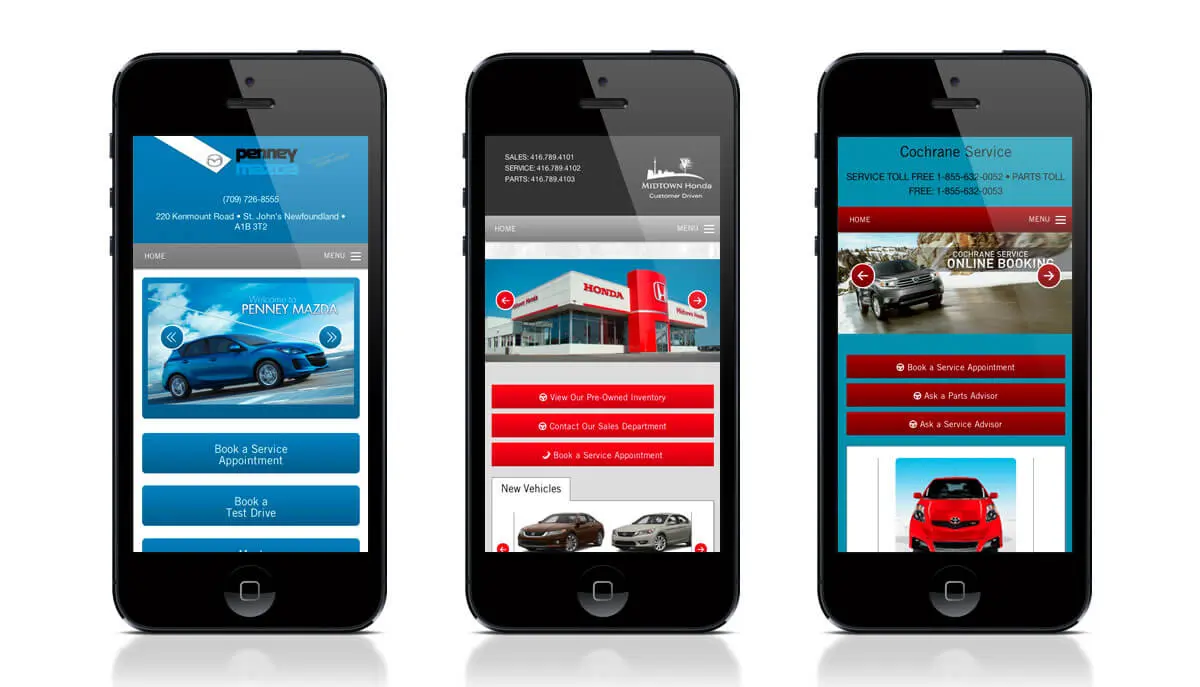 penney
mazda
(709) 726-8555
220 Kenmount Road • St. John's Newfoundland •
A1B 3T2
HOME
MENU
Welcome to
PENNEY MAZDA
Book a Service
Appointment
Book a
Test Drive
SALES: 416.789.4101
SERVICE: 416.789.4102
PARTS: 416.789.4103
MIDTOWN Honda
Customer Driven
HOME
MENU
Midtown Honda
HONDA
Midtown Honda
View Our Pre-Owned Inventory
Contact Our Sales Department
Book a Service Appointment
New Vehicles
Cochrane Service
SERVICE TOLL FREE 1-855-632-0052 • PARTS TOLL
FREE: 1-855-632-0053
HOME
MENU
COCHRANE SERVICE
ONLINE BOOKING
Book a Service Appointment
Ask a Parts Advisor
Ask a Service Advisor